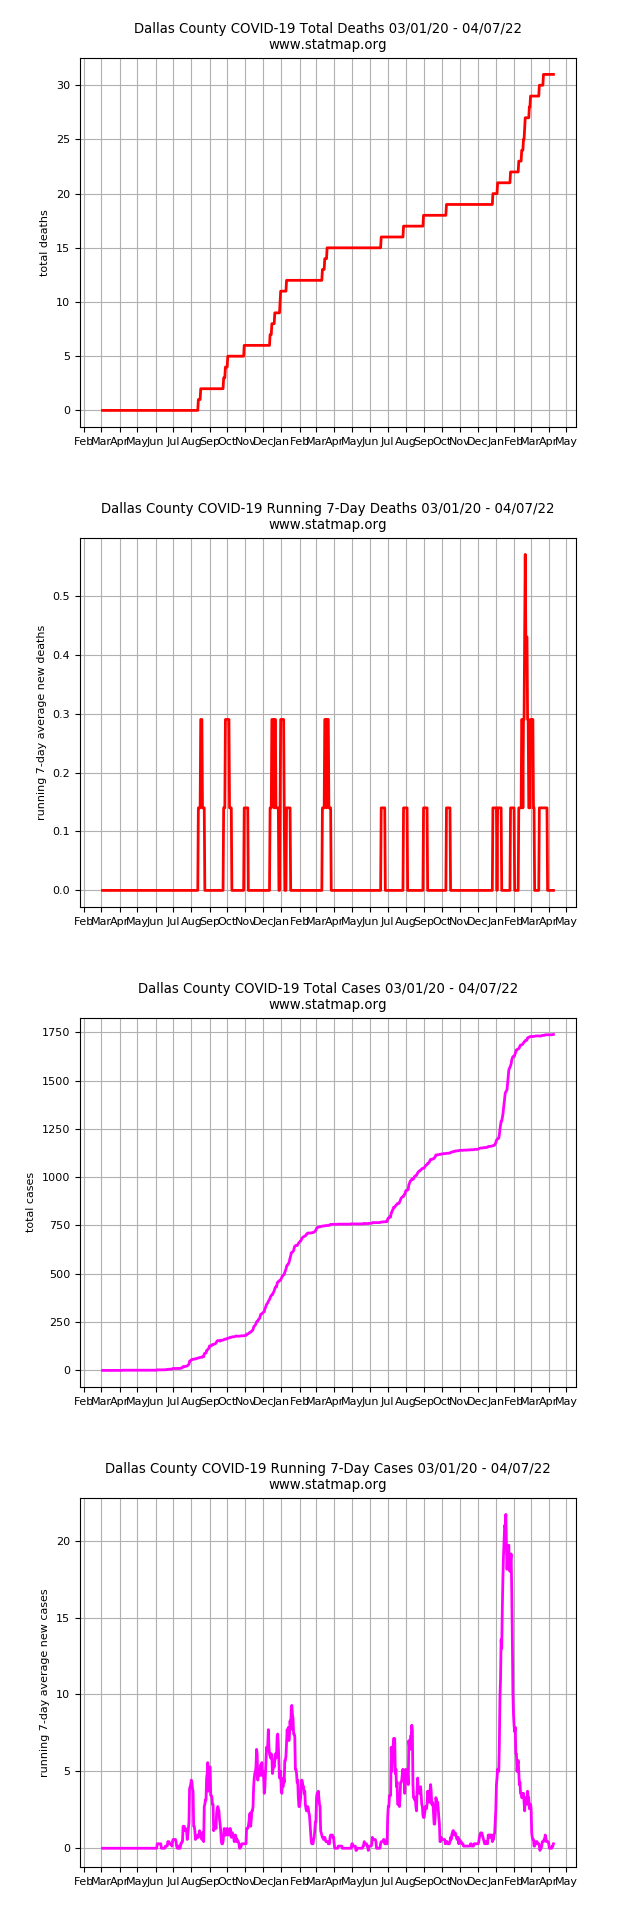 Dallas County COVID-19 Total Deaths 03/01/20 - 04/07/22
www.statmap.org
total deaths
30
25
20
15
10
5
0
Feb Mar Apr May Jun Jul Aug Sep Oct Nov Dec Jan Feb Mar Apr May Jun Jul Aug Sep Oct Nov Dec Jan Feb Mar Apr May
Dallas County COVID-19 Running 7-Day Deaths 03/01/20 - 04/07/22
www.statmap.org
running 7-day average new deaths
0.5
0.4
0.3
0.2
0.1
0.0
Feb Mar Apr May Jun Jul Aug Sep Oct Nov Dec Jan Feb Mar Apr May Jun Jul Aug Sep Oct Nov Dec Jan Feb Mar Apr May
Dallas County COVID-19 Total Cases 03/01/20 - 04/07/22
www.statmap.org
total cases
1750
1500
1250
1000
750
500
250
0
Feb Mar Apr May Jun Jul Aug Sep Oct Nov Dec Jan Feb Mar Apr May Jun Jul Aug Sep Oct Nov Dec Jan Feb Mar Apr May
Dallas County COVID-19 Running 7-Day Cases 03/01/20 - 04/07/22
www.statmap.org
running 7-day average new cases
20
15
10
5
0
Feb Mar Apr May Jun Jul Aug Sep Oct Nov Dec Jan Feb Mar Apr May Jun Jul Aug Sep Oct Nov Dec Jan Feb Mar Apr May